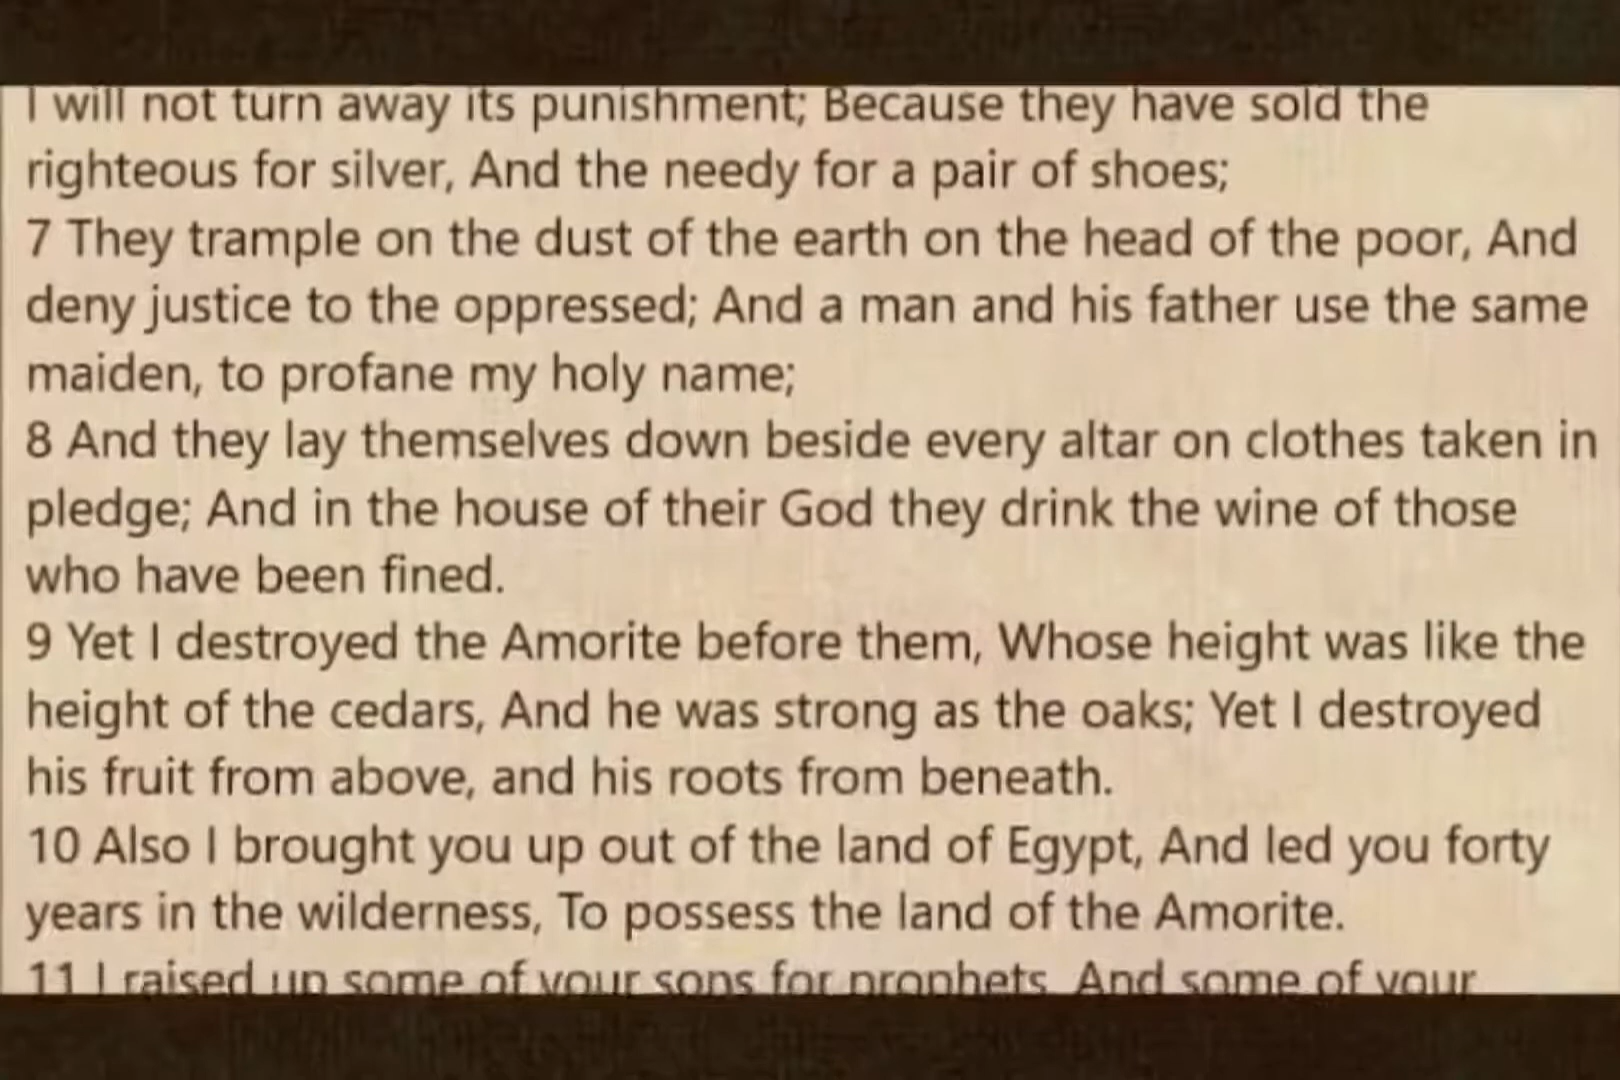 I will not turn away its punishment; Because they have sold the
righteous for silver, And the needy for a pair of shoes;
7 They trample on the dust of the earth on the head of the poor, And
deny justice to the oppressed; And a man and his father use the same
maiden, to profane my holy name;
8 And they lay themselves down beside every altar on clothes taken in
pledge; And in the house of their God they drink the wine of those
who have been fined.
9 Yet I destroyed the Amorite before them, Whose height was like the
height of the cedars, And he was strong as the oaks; Yet I destroyed
his fruit from above, and his roots from beneath.
10 Also I brought you up out of the land of Egypt, And led you forty
years in the wilderness, To possess the land of the Amorite.
11 I raised up some of your sons for prophets And some of your